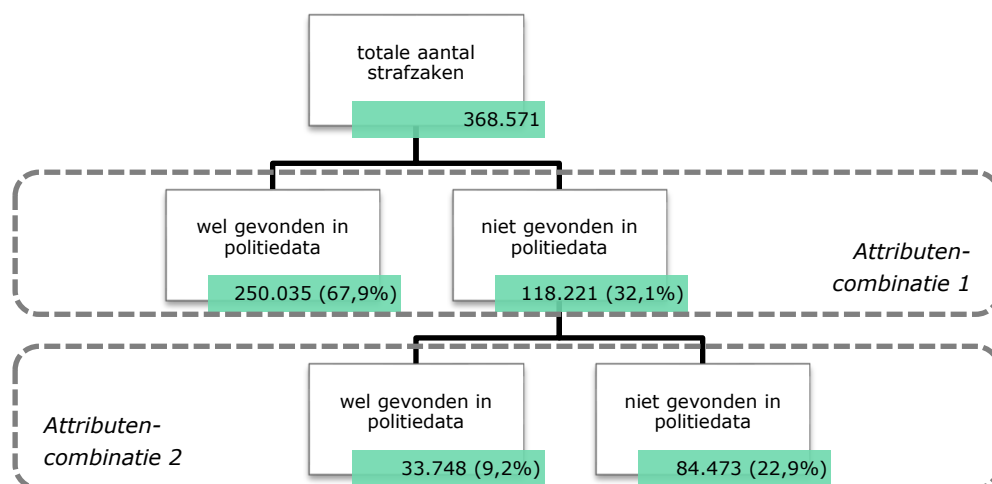 totale aantal
strafzaken
368.571
wel gevonden in
politiedata
250.035 (67,9%)
niet gevonden in
politiedata
118.221 (32,1%)
Attributen-
combinatie 1
Attributen-
combinatie 2
wel gevonden in
politiedata
33.748 (9,2%)
niet gevonden in
politiedata
84.473 (22,9%)